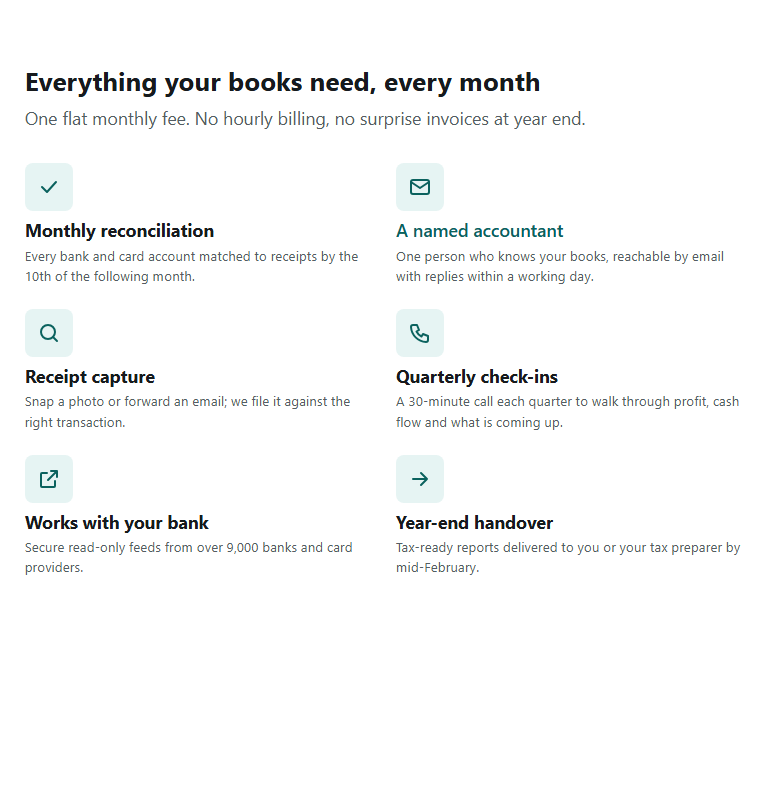 Everything your books need, every month
One flat monthly fee. No hourly billing, no surprise invoices at year end.
Monthly reconciliation
Every bank and card account matched to receipts by the
10th of the following month.
A named accountant
One person who knows your books, reachable by email
with replies within a working day.
Receipt capture
Snap a photo or forward an email; we file it against the
right transaction.
Quarterly check-ins
A 30-minute call each quarter to walk through profit, cash
flow and what is coming up.
Works with your bank
Secure read-only feeds from over 9,000 banks and card
providers.
Year-end handover
Tax-ready reports delivered to you or your tax preparer by
mid-February.